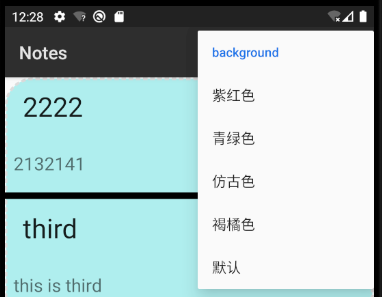 12:28
Notes
background
2222
紫红色
青绿色
2132141
仿古色
褐橘色
third
默认
this is third